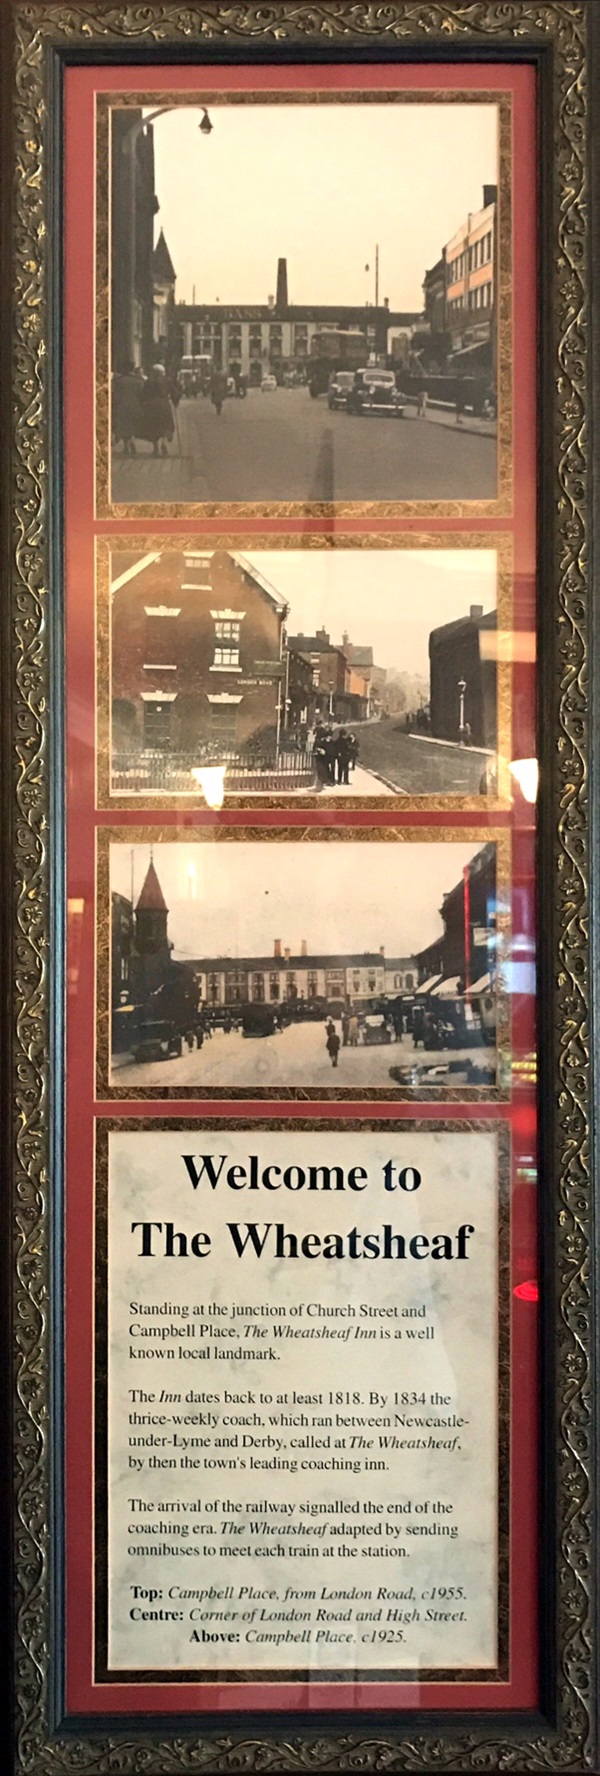 BASS
LONDON ROAD
Welcome to
The Wheatsheaf
Standing at the junction of Church Street and
Campbell Place, The Wheatsheaf Inn is a well
known local landmark.
The Inn dates back to at least 1818. By 1834 the
thrice-weekly coach, which ran between Newcastle-
under-Lyme and Derby, called at The Wheatsheaf,
by then the town's leading coaching inn.
The arrival of the railway signalled the end of the
coaching era. The Wheatsheaf adapted by sending
omnibuses to meet each train at the station.
Top: Campbell Place, from London Road, c1955.
Centre: Corner of London Road and High Street.
Above: Campbell Place, c1925.